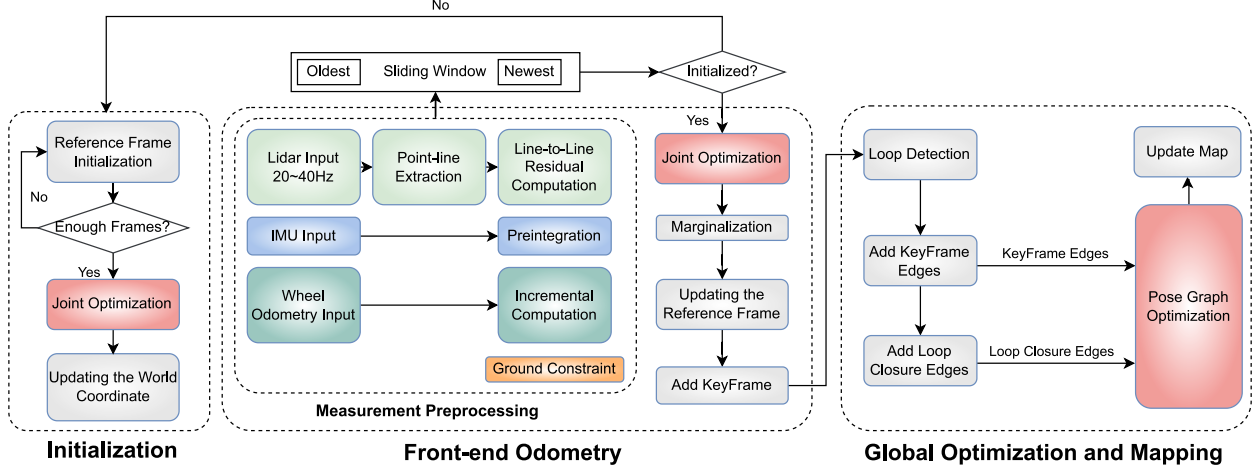 No
Oldest
Sliding Window
Newest
Initialized?
Reference Frame
Initialization
No
Enough Frames?
Yes
Joint Optimization
Updating the World
Coordinate
Initialization
Lidar Input
20~40Hz
Point-line
Extraction
Line-to-Line
Residual
Computation
IMU Input
Preintegration
Wheel
Odometry Input
Incremental
Computation
Ground Constraint
Measurement Preprocessing
Yes
Joint Optimization
Marginalization
Updating the
Reference Frame
Add KeyFrame
Front-end Odometry
Loop Detection
Add KeyFrame
Edges
KeyFrame Edges
Add Loop
Closure Edges
Loop Closure Edges
Update Map
Pose Graph
Optimization
Global Optimization and Mapping